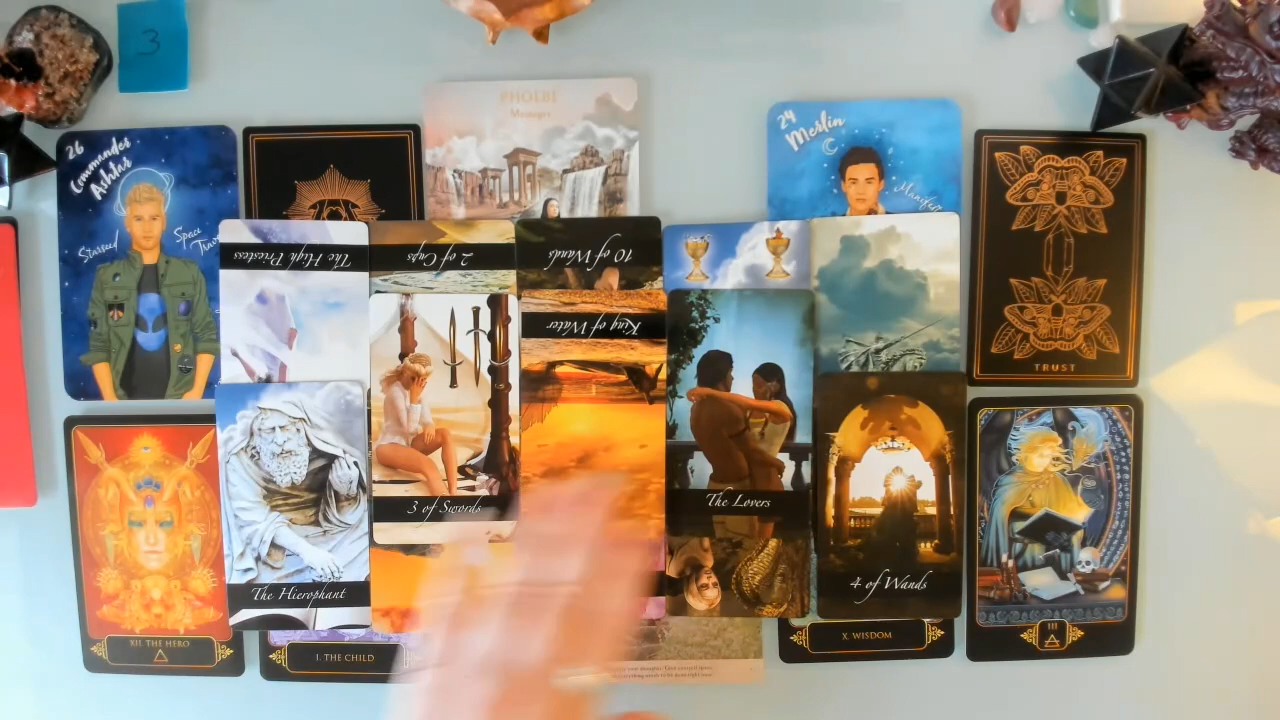 3
26
Commander
Ashtar
Starseed
Space
PHOEBE
Messages
24
Merlin
TRUST
The High Priestess
2 of Cups
10 of Wands
King of Water
3 of Swords
The Lovers
The Hierophant
4 of Wands
XII. THE HERO
I. THE CHILD
X. WISDOM
III